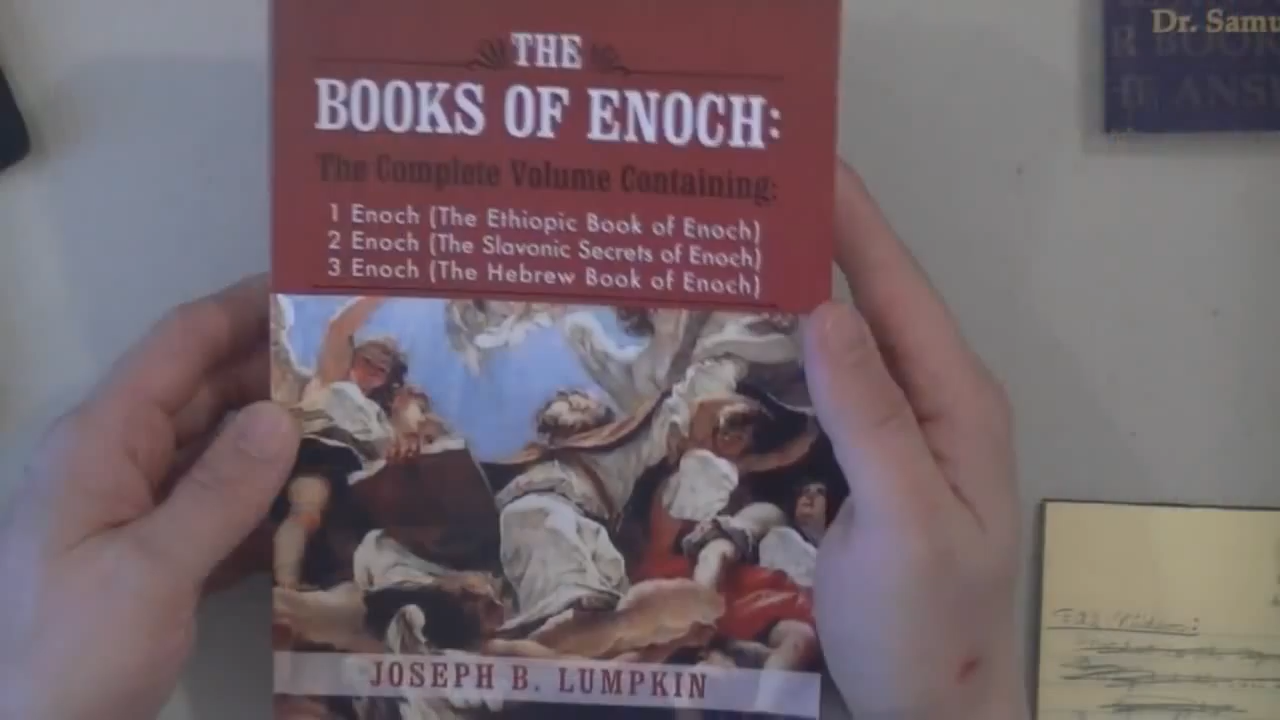 THE
BOOKS OF ENOCH:
The Complete Volume Containing:
1 Enoch (The Ethiopic Book of Enoch)
2 Enoch (The Slavonic Secrets of Enoch)
3 Enoch (The Hebrew Book of Enoch)
JOSEPH B. LUMPKIN
Dr. Samu
R BOOK